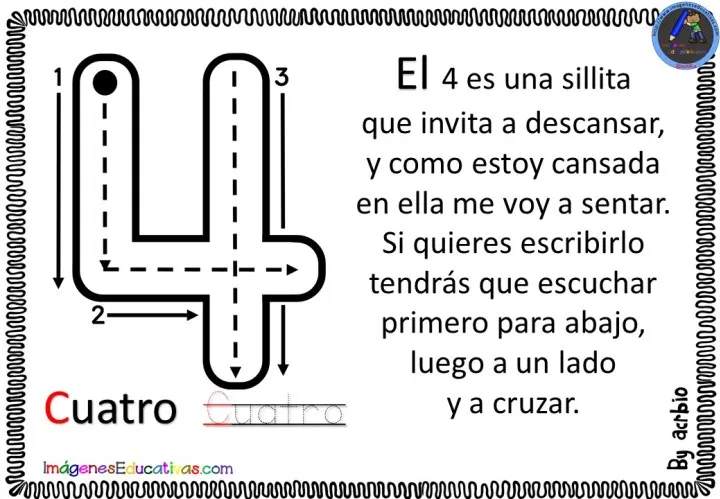 1
3
2
El 4 es una sillita
que invita a descansar,
y como estoy cansada
en ella me voy a sentar.
Si quieres escribirlo
tendrás que escuchar
primero para abajo,
luego a un lado
y a cruzar.
Cuatro Cuatro
ImágenesEducativas.com
By acrbio